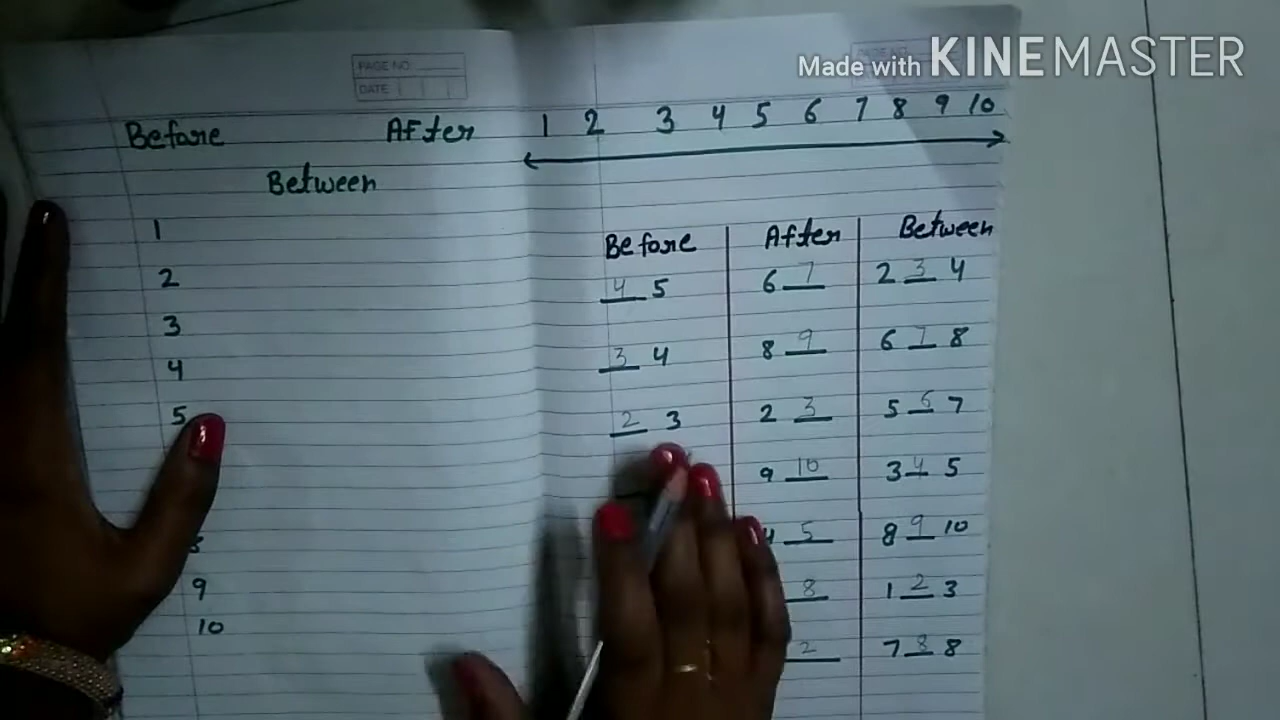 Made with KINEMASTER
PAGE NO.
DATE
Before After
Between
1
2
3
4
5
9
10
1 2 3 4 5 6 7 8 9 10
Before After Between
4 5 6 7 2 3 4
3 4 8 9 6 7 8
2 3 2 3 5 6 7
9 10 3 4 5
5 8 9 10
8 1 2 3
2 7 8 8